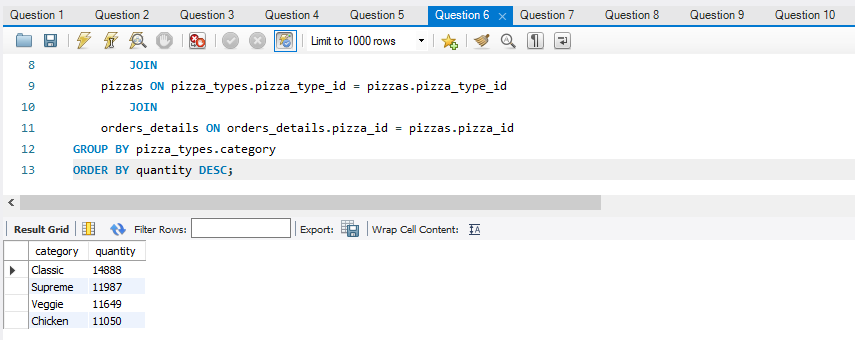 Question 1 Question 2 Question 3 Question 4 Question 5 Question 6 Question 7 Question 8 Question 9 Question 10
Limit to 1000 rows
8 JOIN
9 pizzas ON pizza_types.pizza_type_id = pizzas.pizza_type_id
10 JOIN
11 orders_details ON orders_details.pizza_id = pizzas.pizza_id
12 GROUP BY pizza_types.category
13 ORDER BY quantity DESC;
Result Grid Filter Rows: Export: Wrap Cell Content:
category quantity
Classic 14888
Supreme 11987
Veggie 11649
Chicken 11050